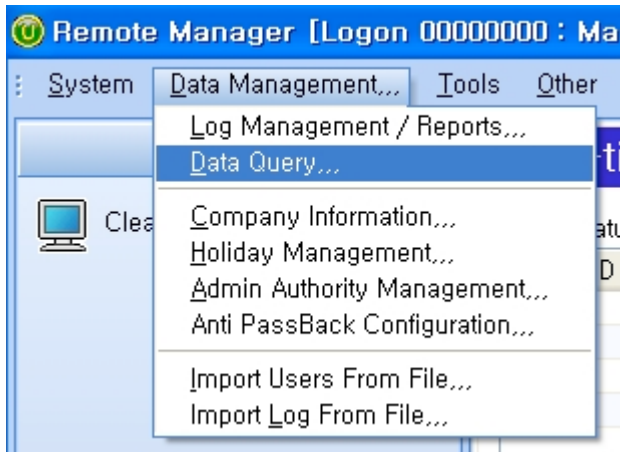 Remote Manager [Logon 00000000 : Ma
System Data Management,,, Tools Other
Log Management / Reports,,,
Data Query,,,
Clea
Company Information,,,
Holiday Management,,,
Admin Authority Management,,,
Anti PassBack Configuration,,,
Import Users From File,,,
Import Log From File,,,